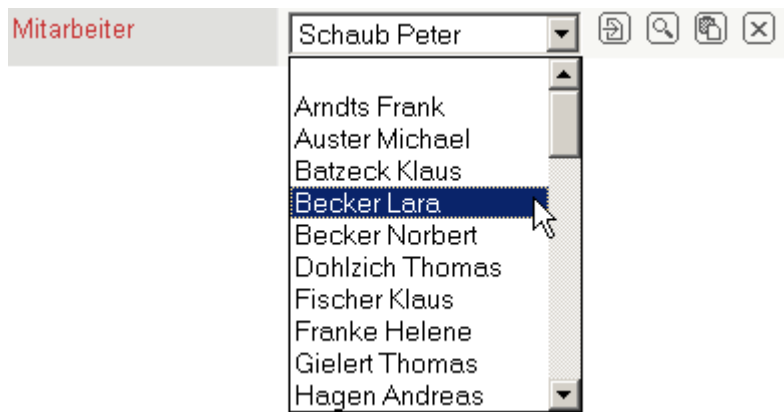 Mitarbeiter
Schaub Peter
Arndts Frank
Auster Michael
Batzeck Klaus
Becker Lara
Becker Norbert
Dohlzich Thomas
Fischer Klaus
Franke Helene
Gielert Thomas
Hagen Andreas